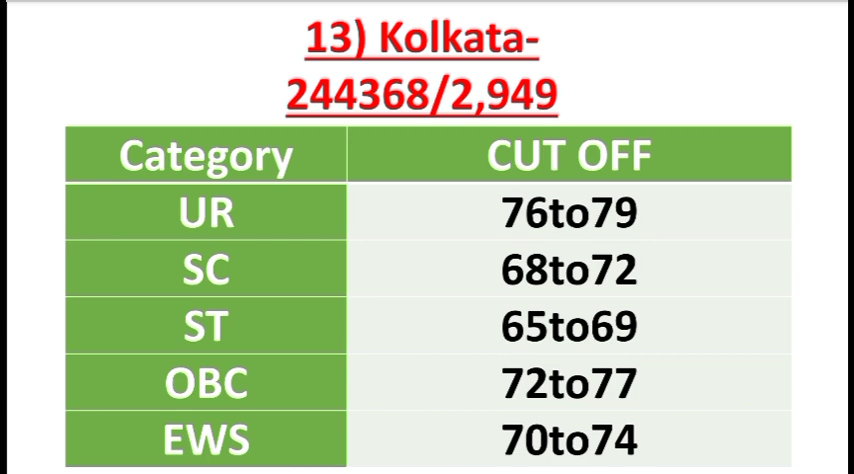 13) Kolkata-
244368/2,949
Category CUT OFF
UR 76to79
SC 68to72
ST 65to69
OBC 72to77
EWS 70to74